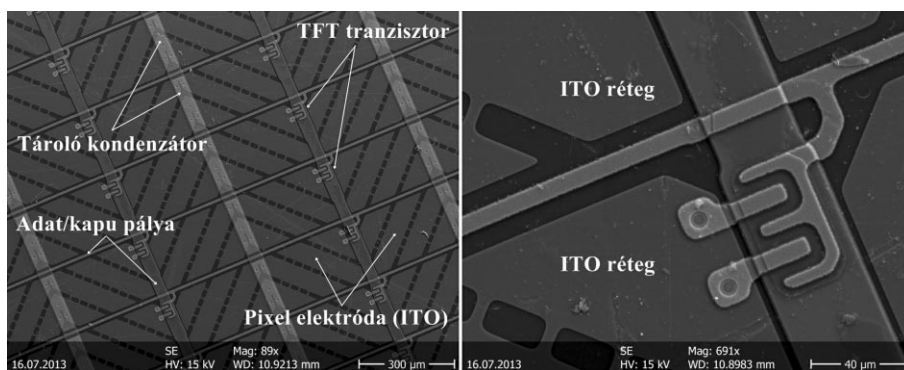 TFT tranzisztor
Tároló kondenzátor
Adat/kapu pálya
Pixel elektróda (ITO)
16.07.2013
SE
HV: 15 kV
Mag: 89x
WD: 10.9213 mm
300 µm
ITO réteg
ITO réteg
16.07.2013
SE
HV: 15 kV
Mag: 691x
WD: 10.8983 mm
40 µm